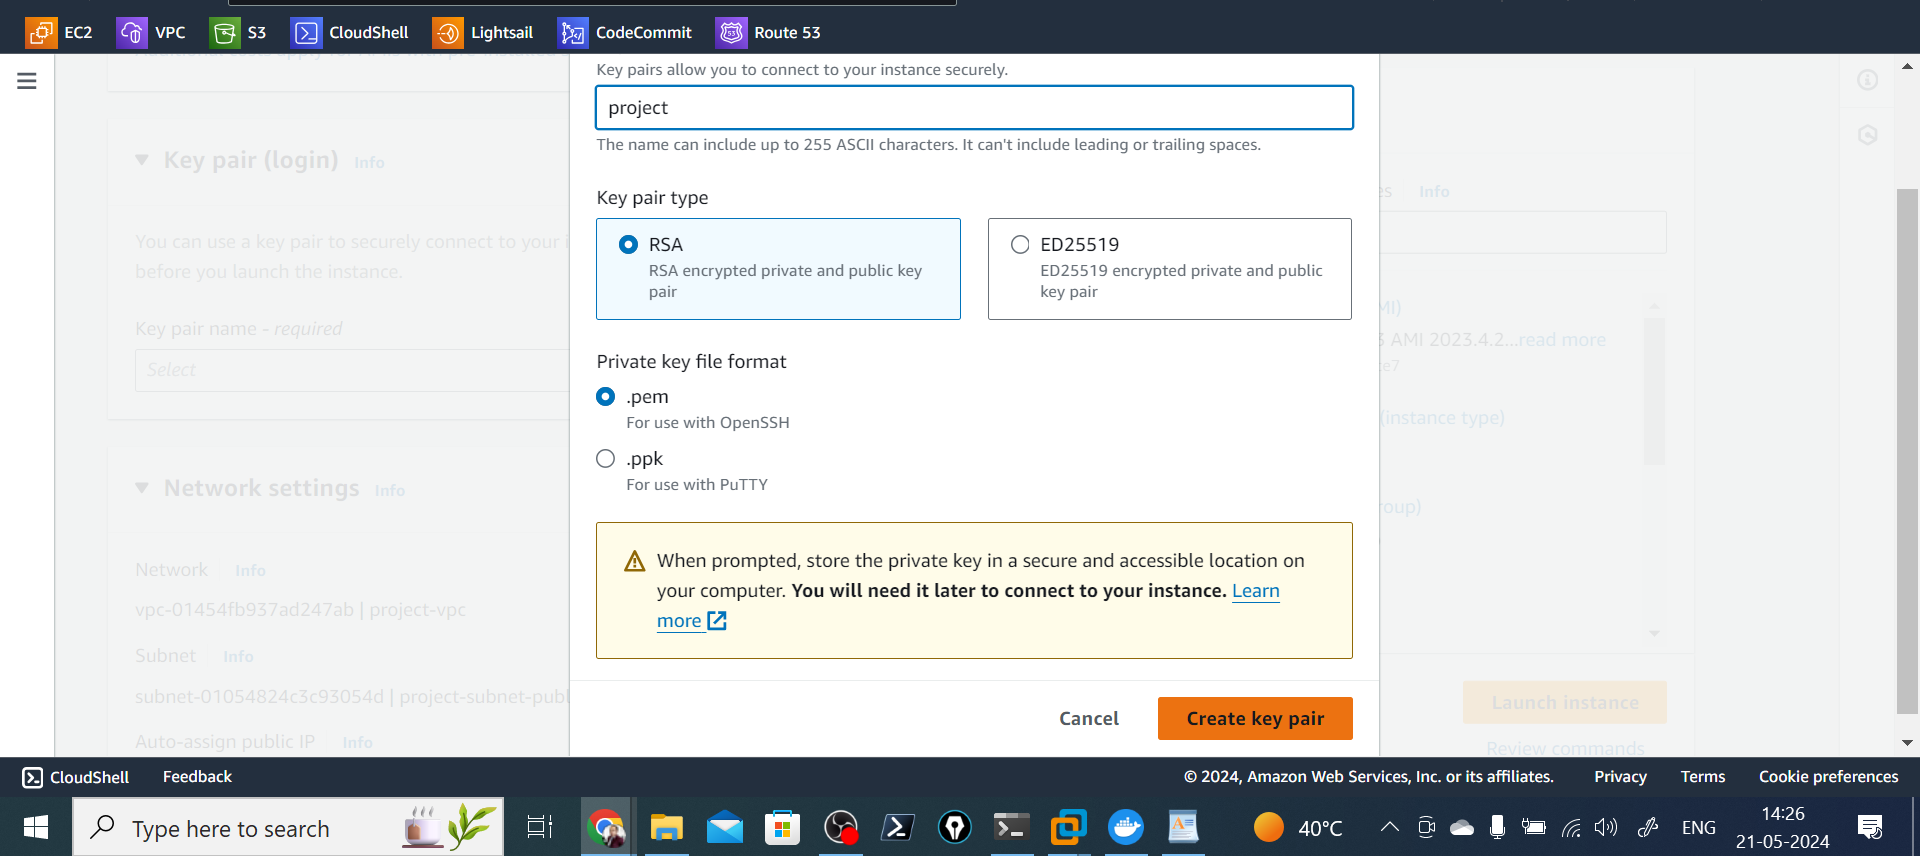 EC2 VPC S3 CloudShell Lightsail CodeCommit Route 53
Key pairs allow you to connect to your instance securely.
project
The name can include up to 255 ASCII characters. It can't include leading or trailing spaces.
Key pair type
RSA
RSA encrypted private and public key
pair
ED25519
ED25519 encrypted private and public
key pair
Private key file format
.pem
For use with OpenSSH
.ppk
For use with PuTTY
When prompted, store the private key in a secure and accessible location on
your computer. You will need it later to connect to your instance. Learn
more
Cancel
Create key pair
Key pair (login) Info
You can use a key pair to securely connect to your i
before you launch the instance.
Key pair name – required
Select
Network settings Info
Network Info
vpc-01454fb937ad247ab | project-vpc
Subnet Info
subnet-01054824c3c93054d | project-subnet-publ
Auto-assign public IP Info
es Info
MI)
AMI 2023.4.2...read more
e7
(instance type)
roup)
Launch instance
Review commands
CloudShell Feedback
© 2024, Amazon Web Services, Inc. or its affiliates. Privacy Terms Cookie preferences
Type here to search
40°C
ENG
14:26
21-05-2024